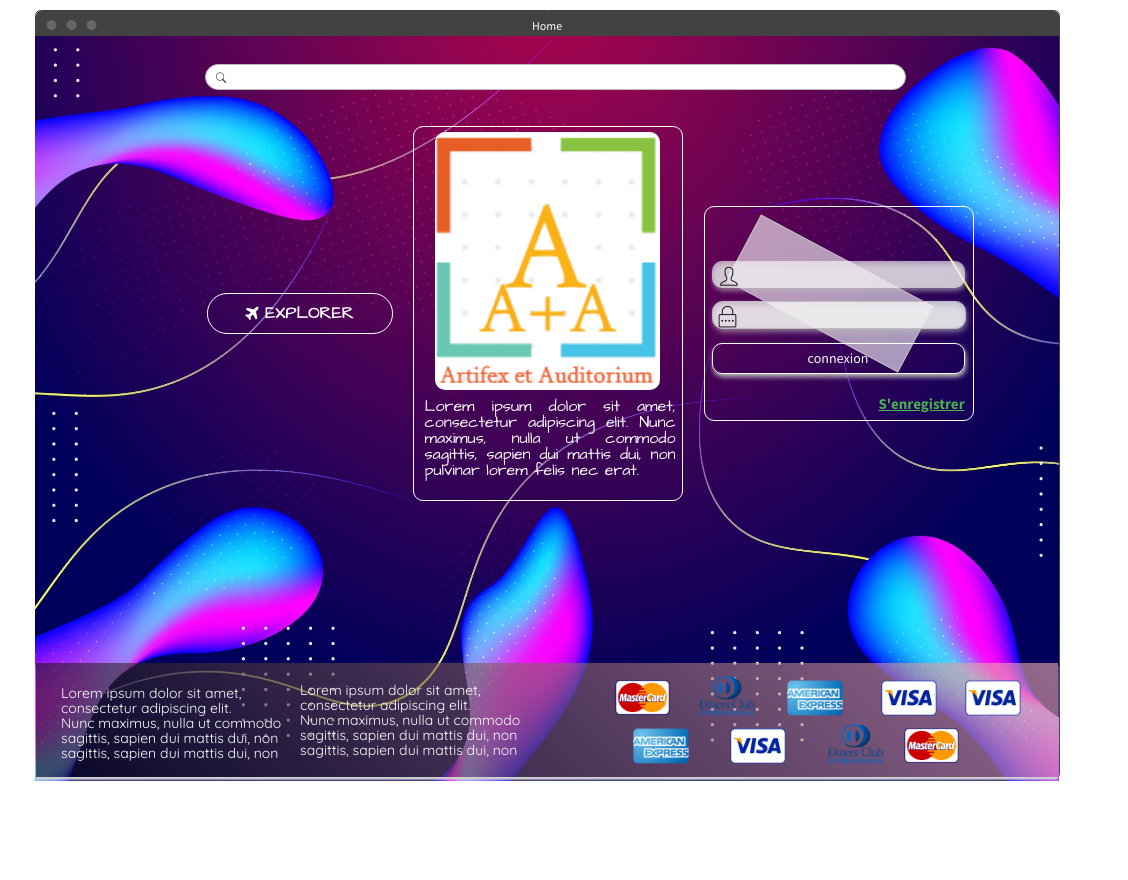 Home
EXPLORER
A
A+A
Artifex et Auditorium
Lorem ipsum dolor sit amet,
consectetur adipiscing elit. Nunc
maximus, nulla ut commodo
sagittis, sapien dui mattis dui, non
pulvinar lorem felis nec erat.
connexion
S'enregistrer
Lorem ipsum dolor sit amet,
consectetur adipiscing elit.
Nunc maximus, nulla ut commodo
sagittis, sapien dui mattis dui, non
sagittis, sapien dui mattis dui, non
Lorem ipsum dolor sit amet,
consectetur adipiscing elit.
Nunc maximus, nulla ut commodo
sagittis, sapien dui mattis dui, non
sagittis, sapien dui mattis dui, non
MasterCard
Diners Club
AMERICAN
EXPRESS
VISA
VISA
AMERICAN
EXPRESS
VISA
Diners Club
MasterCard